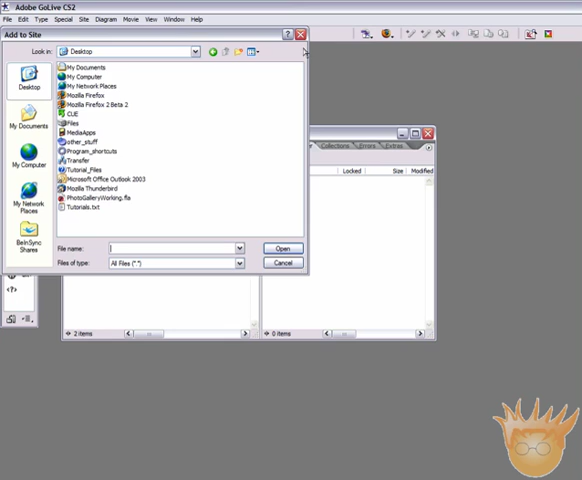 Adobe GoLive CS2
File Edit Type Special Site Diagram Movie View Window Help
Add to Site
Look in: Desktop
My Documents
My Computer
My Network Places
Mozilla Firefox
Mozilla Firefox 2 Beta 2
CUE
Files
MediaApps
other_stuff
Program_shortcuts
Transfer
Tutorial_Files
Microsoft Office Outlook 2003
Mozilla Thunderbird
PhotoGalleryWorking.fla
Tutorials.txt
Desktop
My Documents
My Computer
My Network
Places
BeInSync
Shares
File name:
Open
Files of type: All Files (*.*)
Cancel
Collections Errors Extras
Locked Size Modified
<?>
2 items
0 items